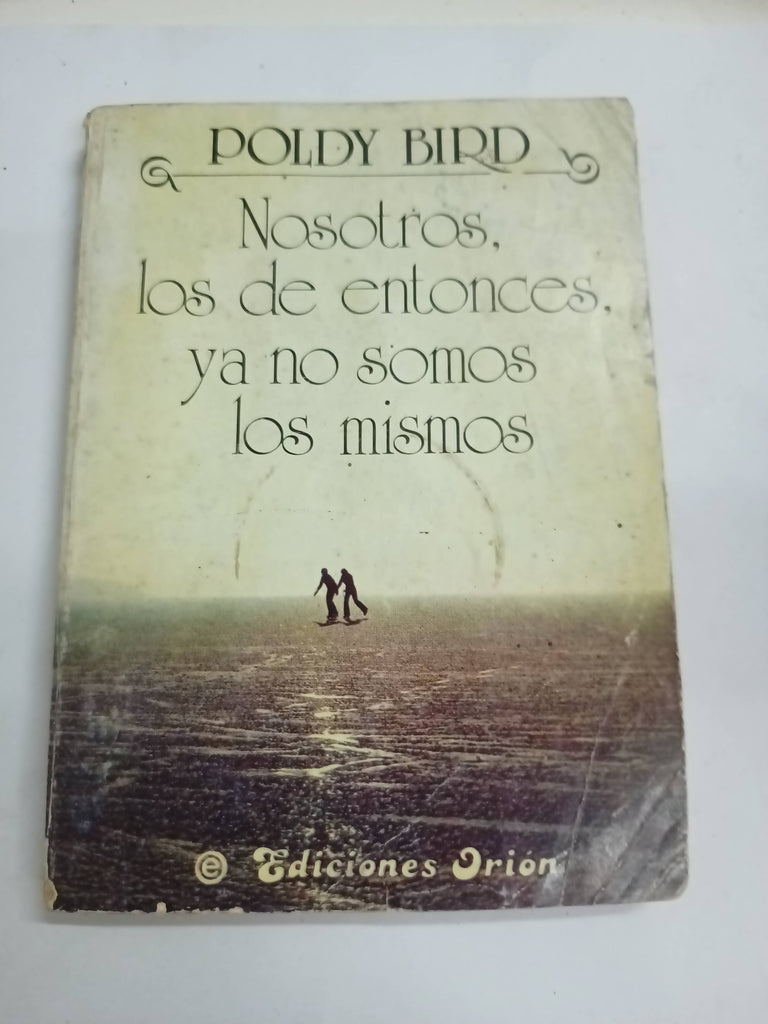 POLDY BIRD
Nosotros,
los de entonces,
ya no somos
los mismos
e Ediciones Orión